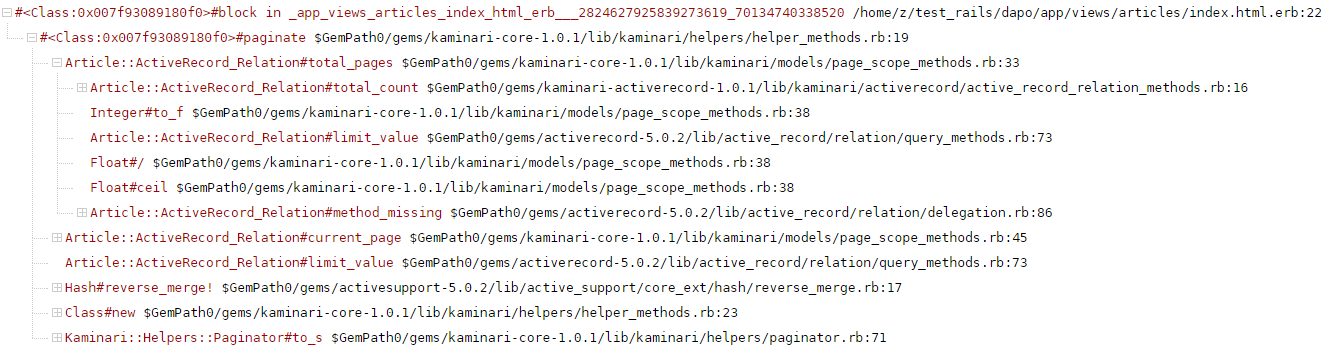 #<Class:0x007f93089180f0>#block in _app_views_articles_index_html_erb___2824627925839273619_70134740338520 /home/z/test_rails/dapo/app/views/articles/index.html.erb:22
#<Class:0x007f93089180f0>#paginate $GemPath0/gems/kaminari-core-1.0.1/lib/kaminari/helpers/helper_methods.rb:19
Article::ActiveRecord_Relation#total_pages $GemPath0/gems/kaminari-core-1.0.1/lib/kaminari/models/page_scope_methods.rb:33
Article::ActiveRecord_Relation#total_count $GemPath0/gems/kaminari-activerecord-1.0.1/lib/kaminari/activerecord/active_record_relation_methods.rb:16
Integer#to_f $GemPath0/gems/kaminari-core-1.0.1/lib/kaminari/models/page_scope_methods.rb:38
Article::ActiveRecord_Relation#limit_value $GemPath0/gems/activerecord-5.0.2/lib/active_record/relation/query_methods.rb:73
Float#/ $GemPath0/gems/kaminari-core-1.0.1/lib/kaminari/models/page_scope_methods.rb:38
Float#ceil $GemPath0/gems/kaminari-core-1.0.1/lib/kaminari/models/page_scope_methods.rb:38
Article::ActiveRecord_Relation#method_missing $GemPath0/gems/activerecord-5.0.2/lib/active_record/relation/delegation.rb:86
Article::ActiveRecord_Relation#current_page $GemPath0/gems/kaminari-core-1.0.1/lib/kaminari/models/page_scope_methods.rb:45
Article::ActiveRecord_Relation#limit_value $GemPath0/gems/activerecord-5.0.2/lib/active_record/relation/query_methods.rb:73
Hash#reverse_merge! $GemPath0/gems/activesupport-5.0.2/lib/active_support/core_ext/hash/reverse_merge.rb:17
Class#new $GemPath0/gems/kaminari-core-1.0.1/lib/kaminari/helpers/helper_methods.rb:23
Kaminari::Helpers::Paginator#to_s $GemPath0/gems/kaminari-core-1.0.1/lib/kaminari/helpers/paginator.rb:71